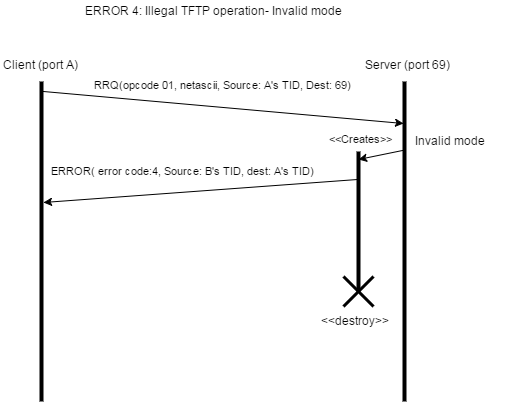 ERROR 4: Illegal TFTP operation- Invalid mode
Client (port A)
Server (port 69)
RRQ(opcode 01, netascii, Source: A's TID, Dest: 69)
<<Creates>>
Invalid mode
ERROR( error code:4, Source: B's TID, dest: A's TID)
<<destroy>>